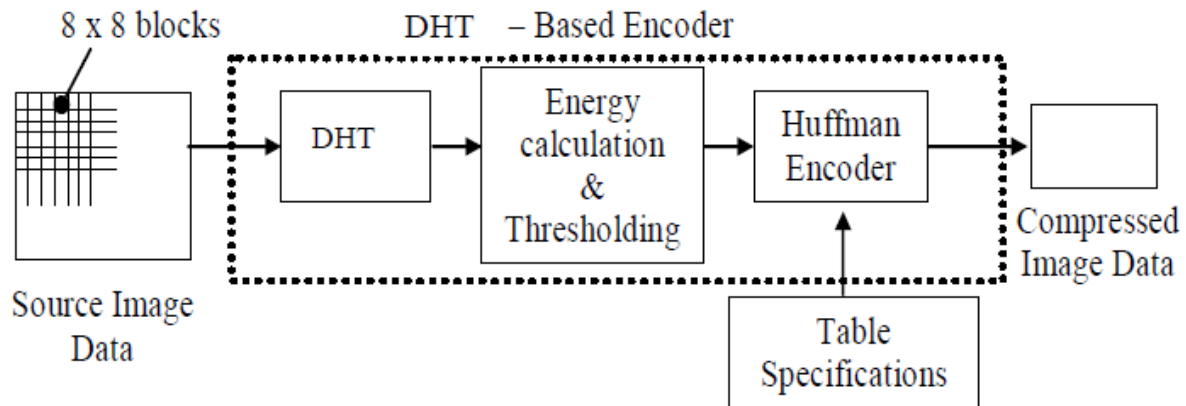 8 x 8 blocks
DHT – Based Encoder
DHT
Energy
calculation
&
Thresholding
Huffman
Encoder
Source Image
Data
Compressed
Image Data
Table
Specifications